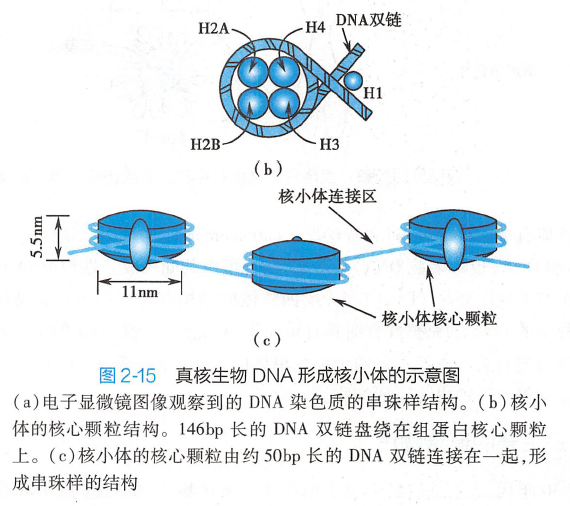 DNA双链
H2A
H4
H1
H2B
H3
(b)
核小体连接区
5.5nm
11nm
核小体核心颗粒
(c)
图 2-15 真核生物 DNA 形成核小体的示意图
(a)电子显微镜图像观察到的 DNA 染色质的串珠样结构。(b)核小
体的核心颗粒结构。146bp 长的 DNA 双链盘绕在组蛋白核心颗粒
上。(c)核小体的核心颗粒由约 50bp 长的 DNA 双链连接在一起,形
成串珠样的结构